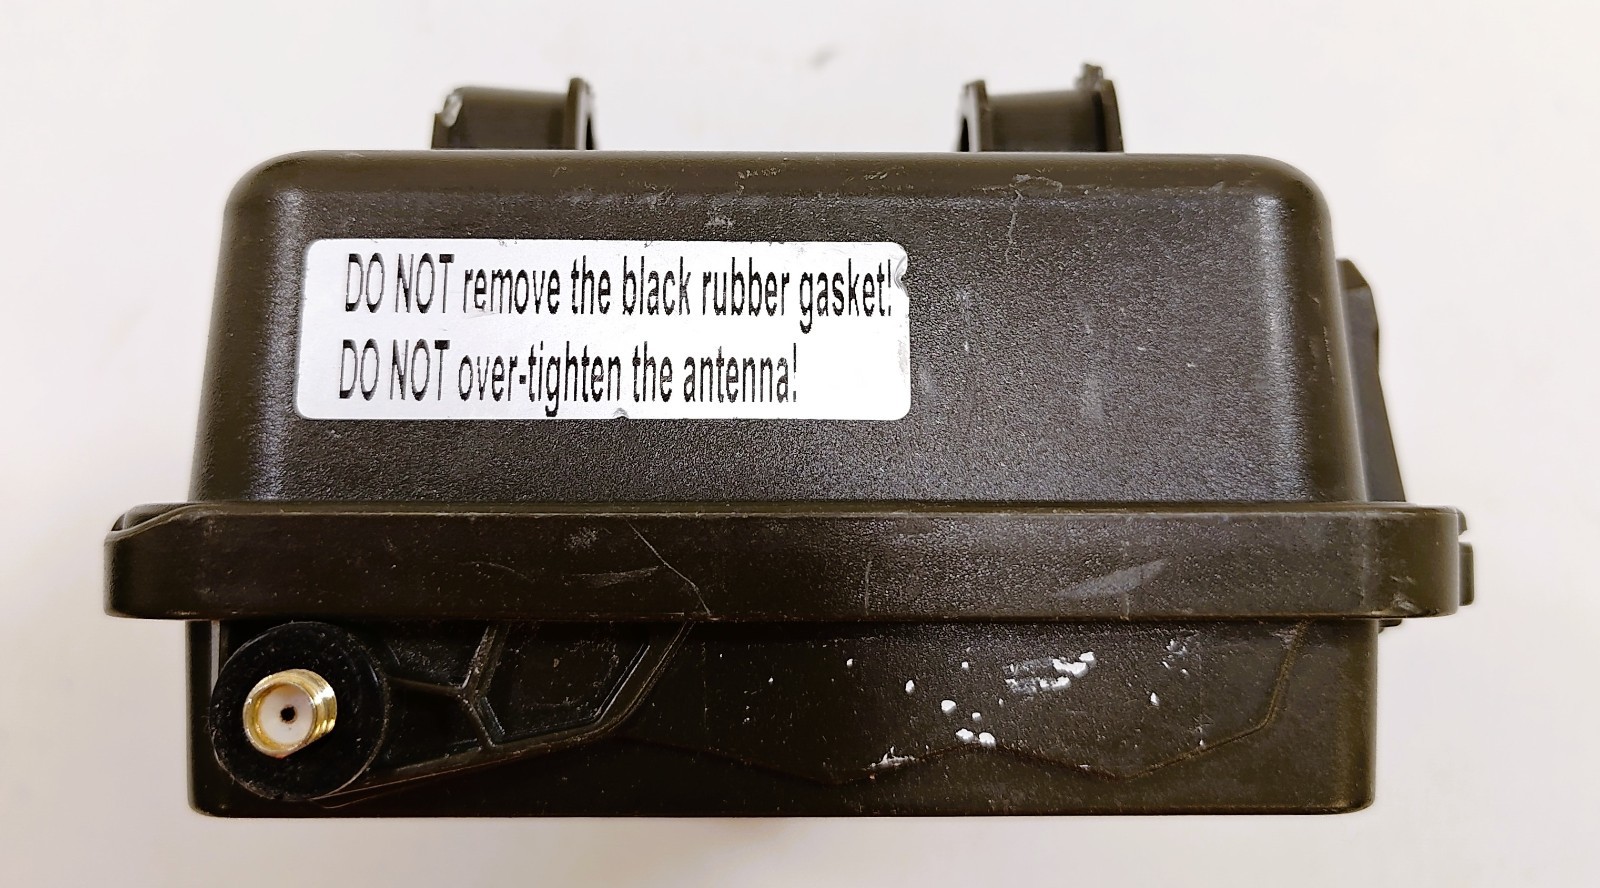 DO NOT remove the black rubber gasket!
DO NOT over-tighten the antenna!